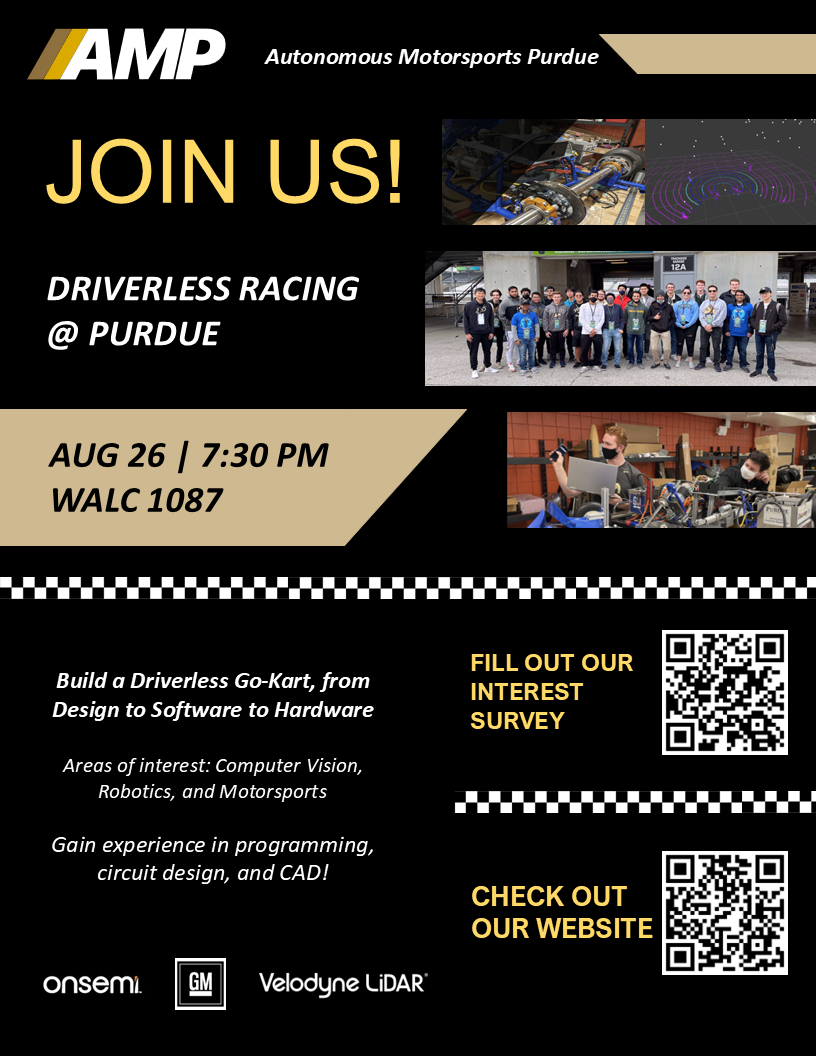 AMP
Autonomous Motorsports Purdue
JOIN US!
12A
DRIVERLESS RACING
@ PURDUE
AUG 26 | 7:30 PM
WALC 1087
Build a Driverless Go-Kart, from
Design to Software to Hardware
Areas of interest: Computer Vision,
Robotics, and Motorsports
Gain experience in programming,
circuit design, and CAD!
FILL OUT OUR
INTEREST
SURVEY
CHECK OUT
OUR WEBSITE
onsemi
GM
Velodyne LiDAR®